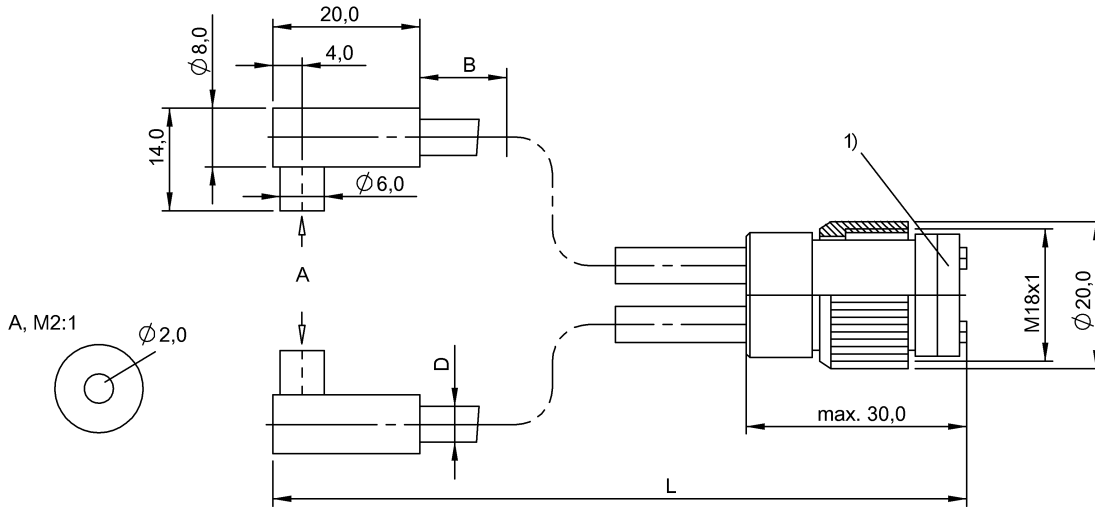 20,0
4,0
B
Ø 8,0
14,0
Ø 6,0
1)
A
A, M2:1
Ø 2,0
D
M18x1
Ø 20,0
max. 30,0
L